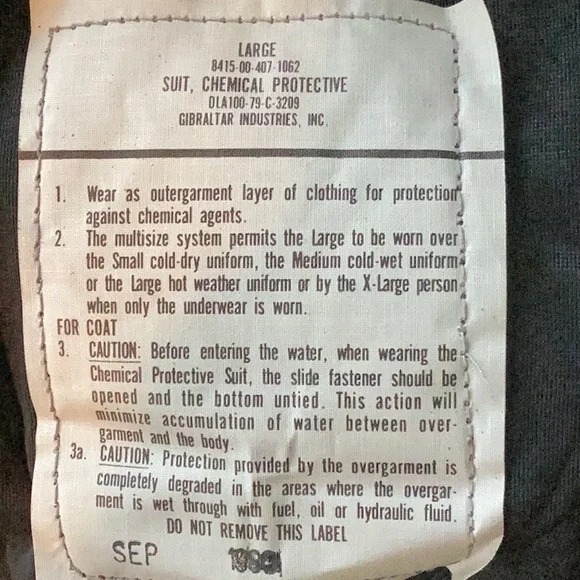 LARGE
8415-00-407-1062
SUIT, CHEMICAL PROTECTIVE
DLA100-79-C-3209
GIBRALTAR INDUSTRIES, INC.
1. Wear as outergarment layer of clothing for protection
against chemical agents.
2. The multisize system permits the Large to be worn over
the Small cold-dry uniform, the Medium cold-wet uniform
or the Large hot weather uniform or by the X-Large person
when only the underwear is worn.
FOR COAT
3. CAUTION: Before entering the water, when wearing the
Chemical Protective Suit, the slide fastener should be
opened and the bottom untied. This action will
minimize accumulation of water between over-
garment and the body.
3a. CAUTION: Protection provided by the overgarment is
completely degraded in the areas where the overgar-
ment is wet through with fuel, oil or hydraulic fluid.
DO NOT REMOVE THIS LABEL
SEP